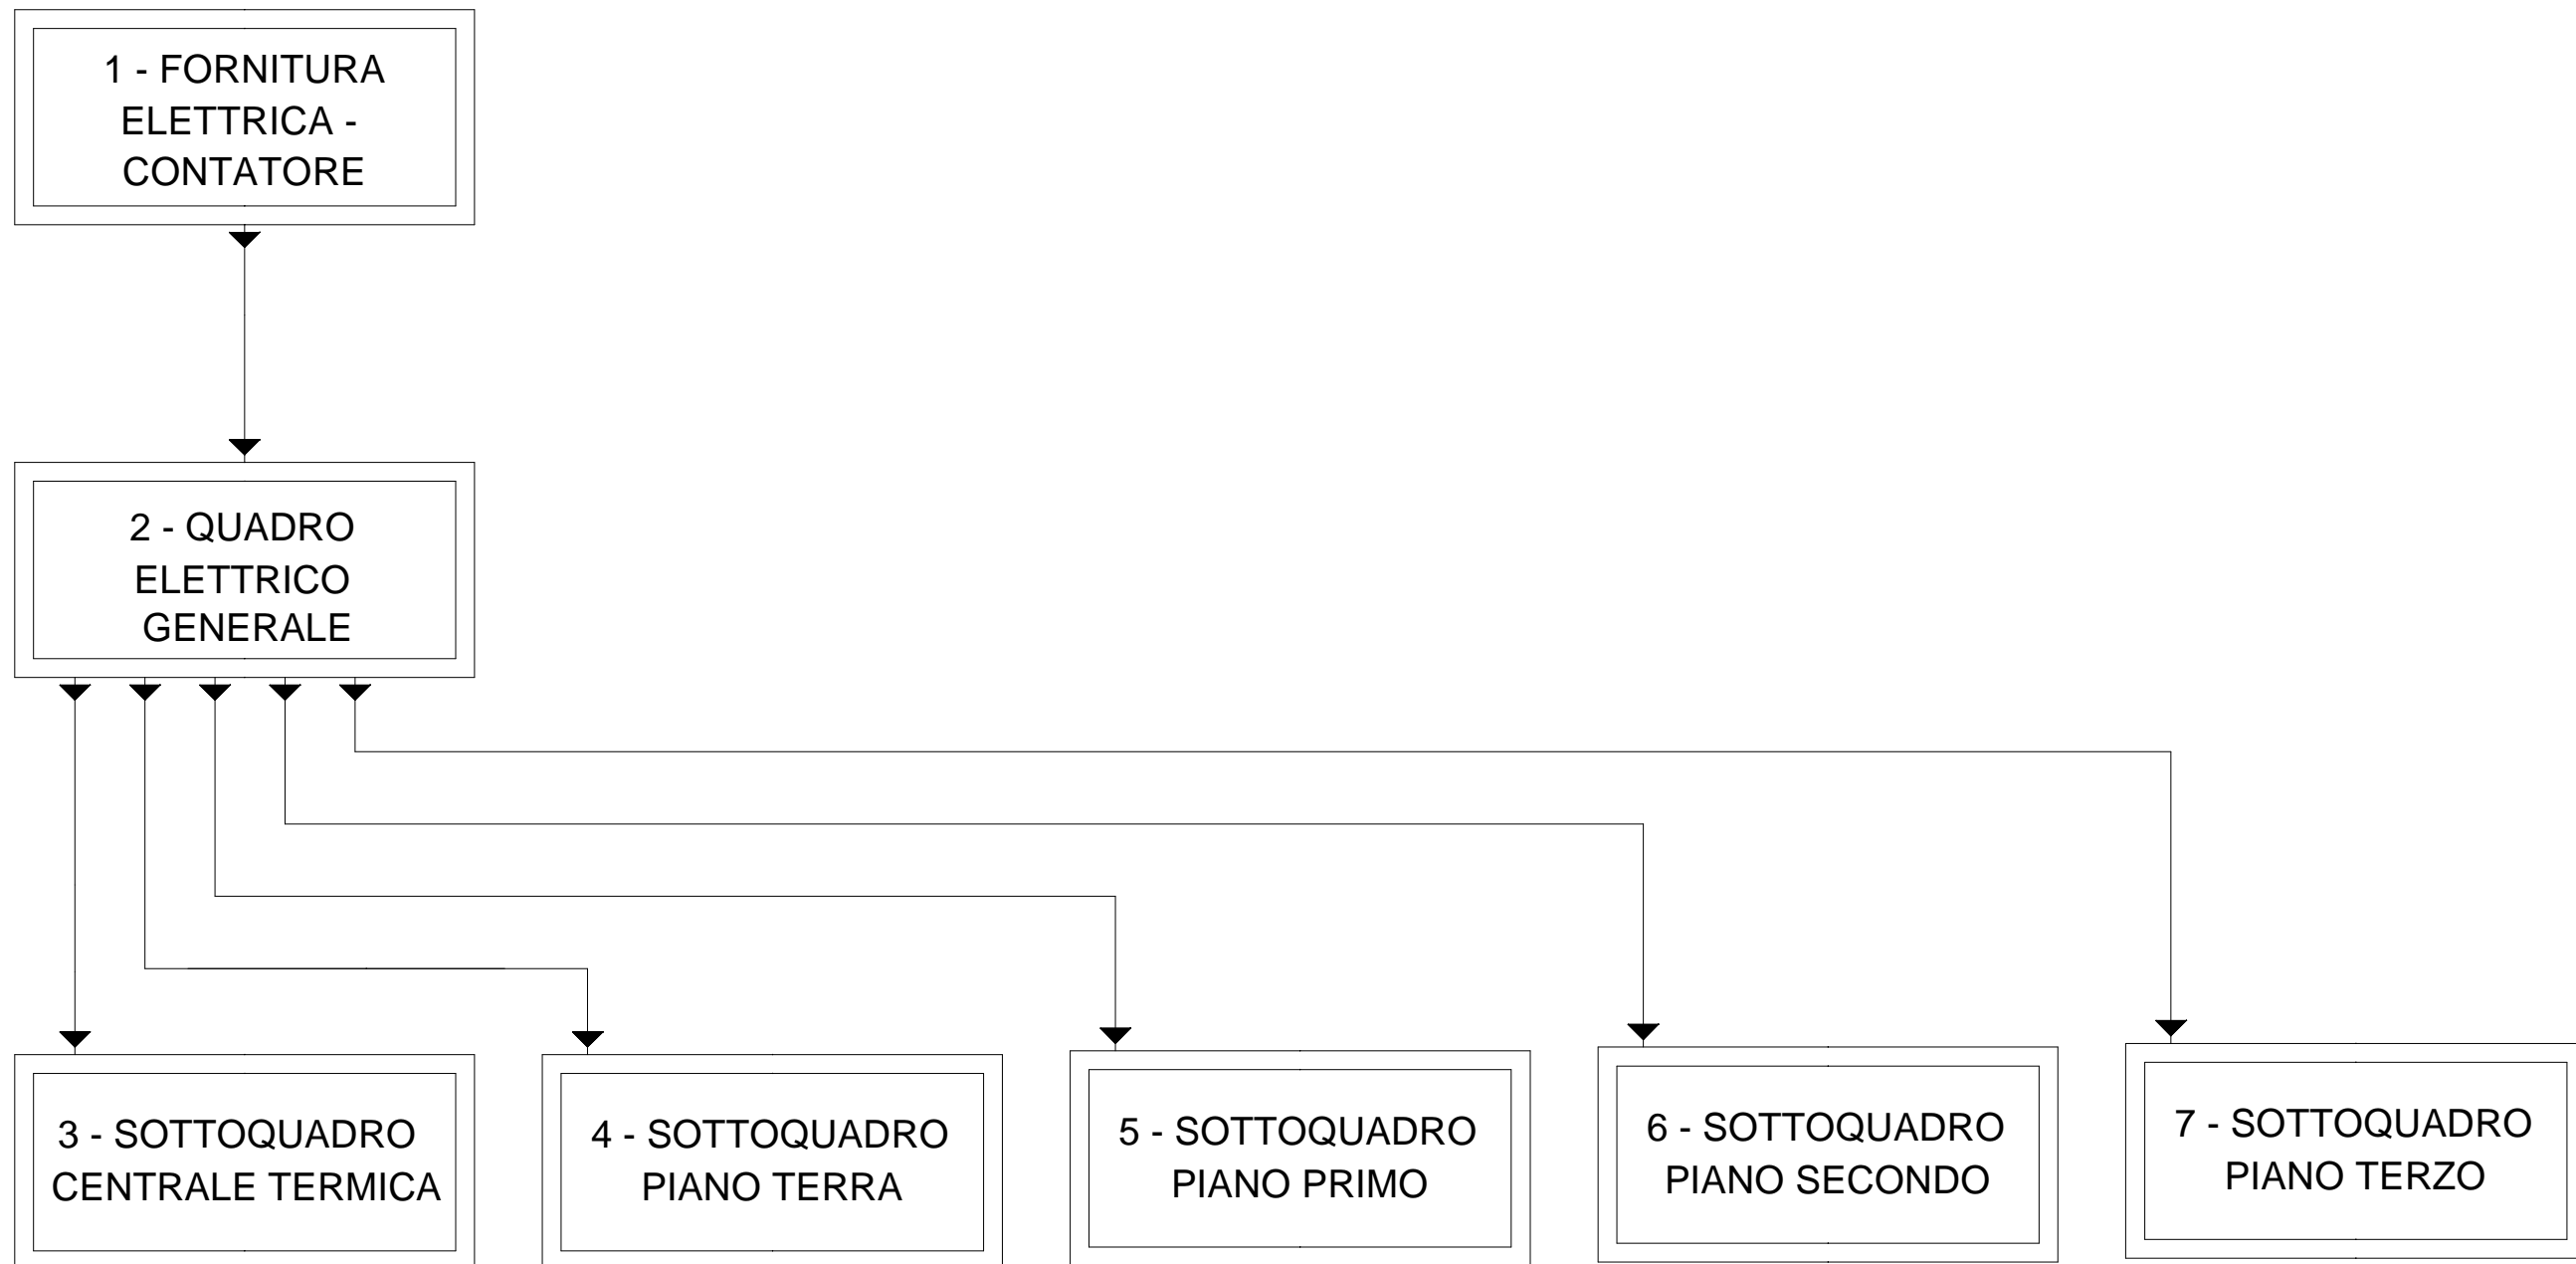 1 - FORNITURA
ELETTRICA -
CONTATORE
2 - QUADRO
ELETTRICO
GENERALE
3 - SOTTOQUADRO
CENTRALE TERMICA
4 - SOTTOQUADRO
PIANO TERRA
5 - SOTTOQUADRO
PIANO PRIMO
6 - SOTTOQUADRO
PIANO SECONDO
7 - SOTTOQUADRO
PIANO TERZO